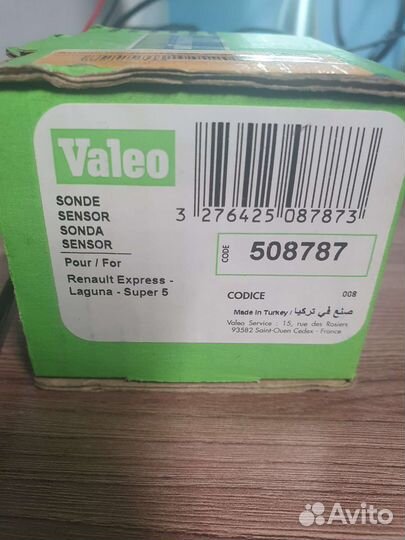 Valeo
SONDE
SENSOR
SONDA
SENSOR
Pour / For
Renault Express -
Laguna - Super 5
3 276425 087873
CODE 508787
CODICE 008
Made in Turkey / صنع في تركيا
Valeo Service : 15, rue des Rosiers
93582 Saint-Ouen Cedex - France
Avito